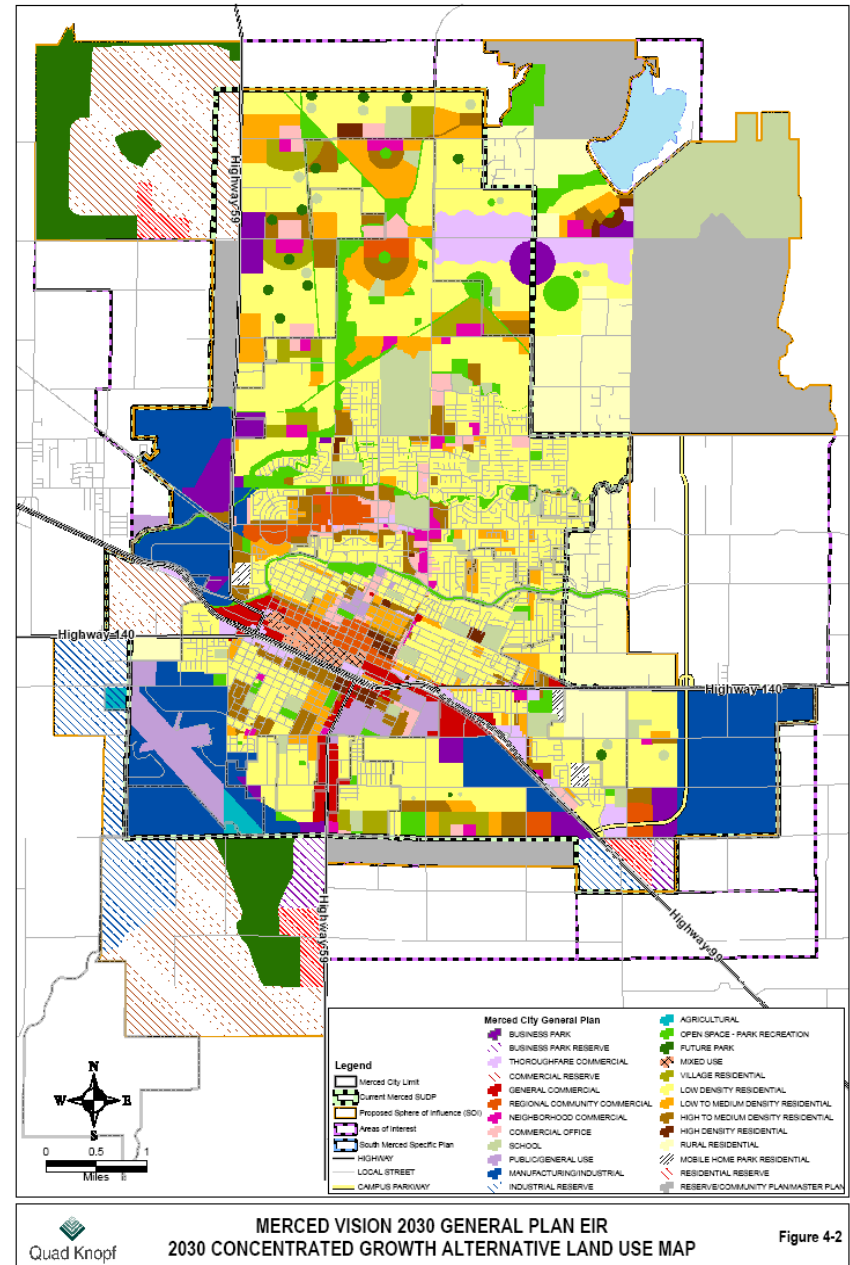 Highway 59
Highway 140
Highway 140
Highway 59
Highway 99
N
W
E
S
0 0.5 1
Miles
Legend
Merced City Limit
Current Merced SUDP
Proposed Sphere of Influence (SOI)
Areas of Interest
South Merced Specific Plan
HIGHWAY
LOCAL STREET
CAMPUS PARKWAY
Merced City General Plan
BUSINESS PARK
BUSINESS PARK RESERVE
THOROUGHFARE COMMERCIAL
COMMERCIAL RESERVE
GENERAL COMMERCIAL
REGIONAL COMMUNITY COMMERCIAL
NEIGHBORHOOD COMMERCIAL
COMMERCIAL OFFICE
SCHOOL
PUBLIC/GENERAL USE
MANUFACTURING/INDUSTRIAL
INDUSTRIAL RESERVE
AGRICULTURAL
OPEN SPACE - PARK RECREATION
FUTURE PARK
MIXED USE
VILLAGE RESIDENTIAL
LOW DENSITY RESIDENTIAL
LOW TO MEDIUM DENSITY RESIDENTIAL
HIGH TO MEDIUM DENSITY RESIDENTIAL
HIGH DENSITY RESIDENTIAL
RURAL RESIDENTIAL
MOBILE HOME PARK RESIDENTIAL
RESIDENTIAL RESERVE
RESERVE/COMMUNITY PLAN/MASTER PLAN
Quad Knopf
MERCED VISION 2030 GENERAL PLAN EIR
2030 CONCENTRATED GROWTH ALTERNATIVE LAND USE MAP
Figure 4-2